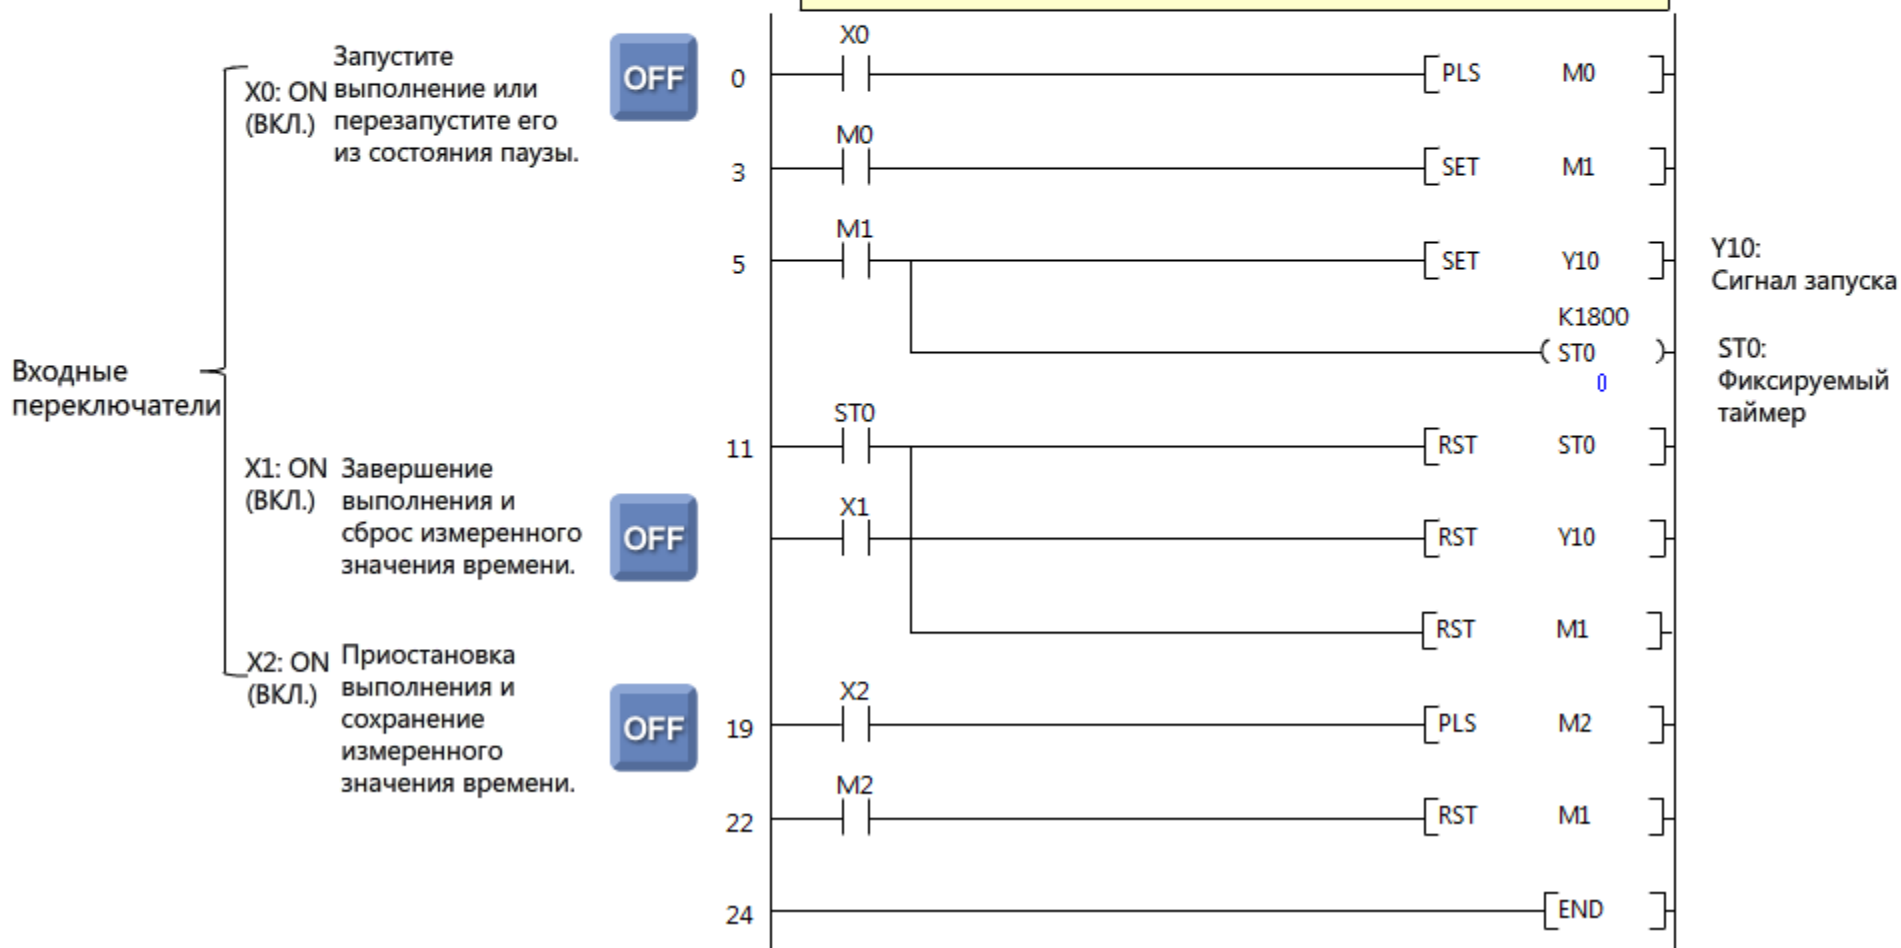 Входные
переключатели
X0: ON
(ВКЛ.)
Запустите
выполнение или
перезапустите его
из состояния паузы.
OFF
X1: ON
(ВКЛ.)
Завершение
выполнения и
сброс измеренного
значения времени.
OFF
X2: ON
(ВКЛ.)
Приостановка
выполнения и
сохранение
измеренного
значения времени.
OFF
X0
0 PLS M0
M0
3 SET M1
M1
5 SET Y10
K1800
ST0
0
ST0
11 RST ST0
X1
RST Y10
RST M1
X2
19 PLS M2
M2
22 RST M1
24 END
Y10:
Сигнал запуска
ST0:
Фиксируемый
таймер